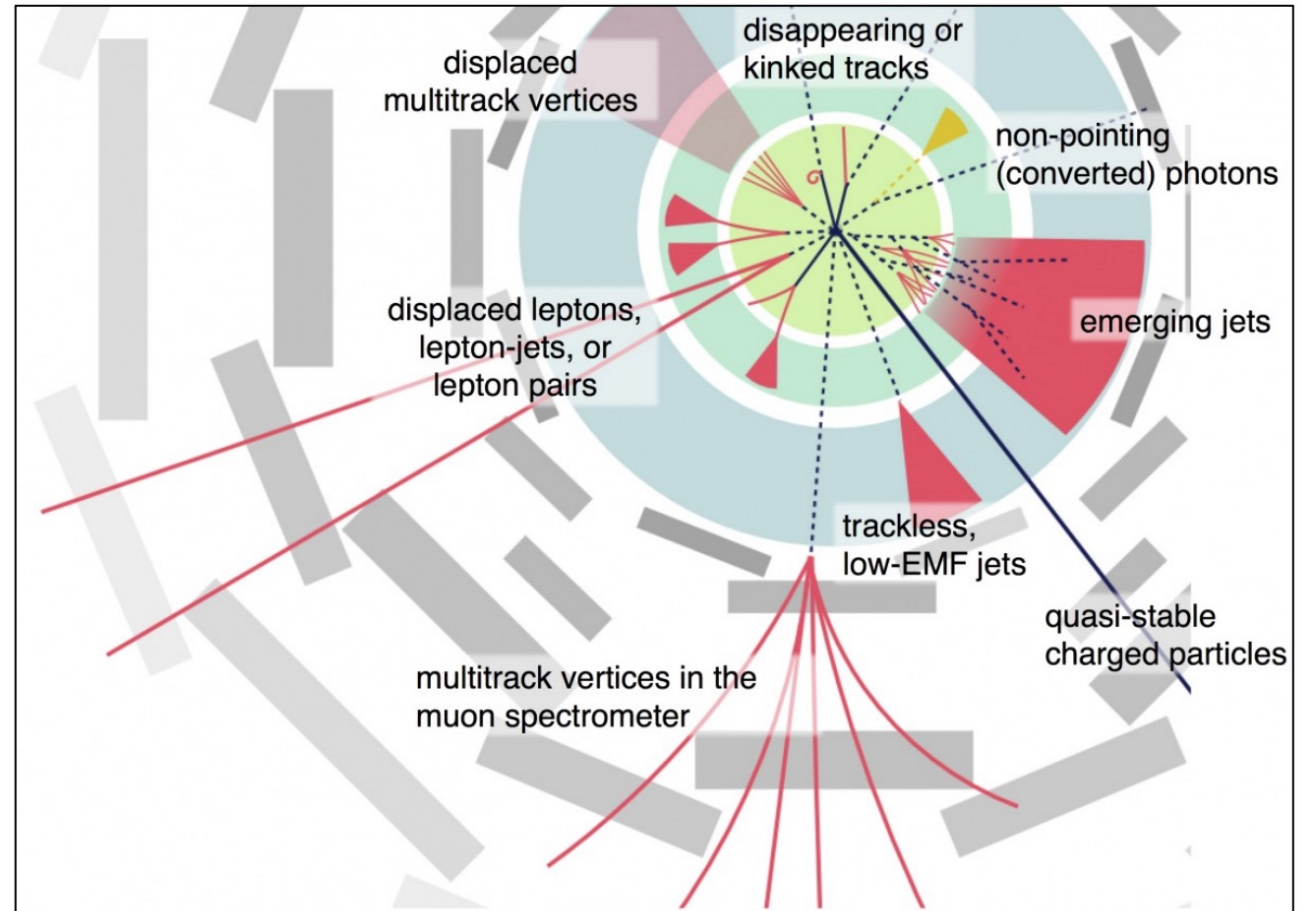 disappearing or
kinked tracks
displaced
multitrack vertices
non-pointing
(converted) photons
displaced leptons,
lepton-jets, or
lepton pairs
emerging jets
trackless,
low-EMF jets
quasi-stable
charged particles
multitrack vertices in the
muon spectrometer